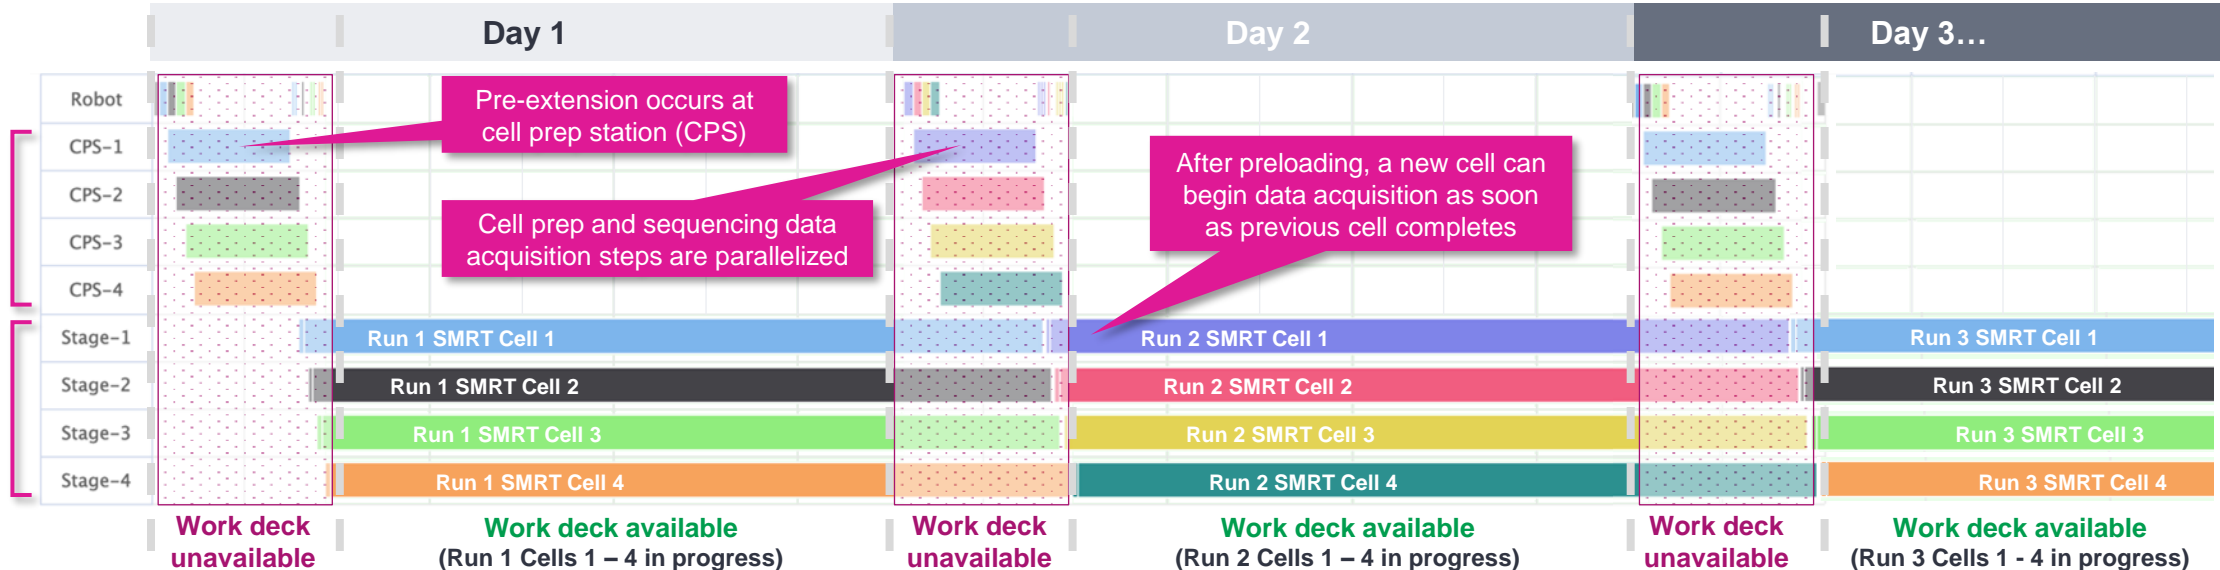 Day 1
Day 2
Day 3…
Robot
CPS-1
CPS-2
CPS-3
CPS-4
Stage-1
Stage-2
Stage-3
Stage-4
Pre-extension occurs at
cell prep station (CPS)
Cell prep and sequencing data
acquisition steps are parallelized
After preloading, a new cell can
begin data acquisition as soon
as previous cell completes
Run 1 SMRT Cell 1
Run 2 SMRT Cell 1
Run 3 SMRT Cell 1
Run 1 SMRT Cell 2
Run 2 SMRT Cell 2
Run 3 SMRT Cell 2
Run 1 SMRT Cell 3
Run 2 SMRT Cell 3
Run 3 SMRT Cell 3
Run 1 SMRT Cell 4
Run 2 SMRT Cell 4
Run 3 SMRT Cell 4
Work deck
unavailable
Work deck available
(Run 1 Cells 1 – 4 in progress)
Work deck
unavailable
Work deck available
(Run 2 Cells 1 – 4 in progress)
Work deck
unavailable
Work deck available
(Run 3 Cells 1 - 4 in progress)